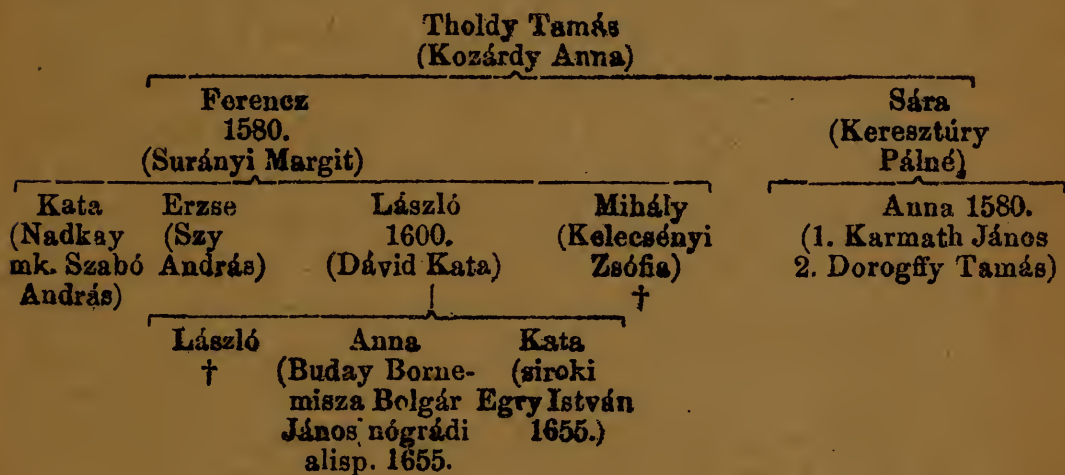 Tholdy Tamás
(Kozárdy Anna)
Ferencz
1580.
(Surányi Margit)
Sára
(Keresztúry
Pálné)
Kata
(Nadkay
mk. Szabó
András)
Erzse
(Szy
András)
László
1600.
(Dávid Kata)
Mihály
(Kelecsényi
Zsófia)
†
Anna 1580.
(1. Karmath János
2. Dorogffy Tamás)
László
†
Anna
(Buday Borne-
misza Bolgár
János nógrádi
alisp. 1655.
Kata
(siroki
Egry István
1655.)